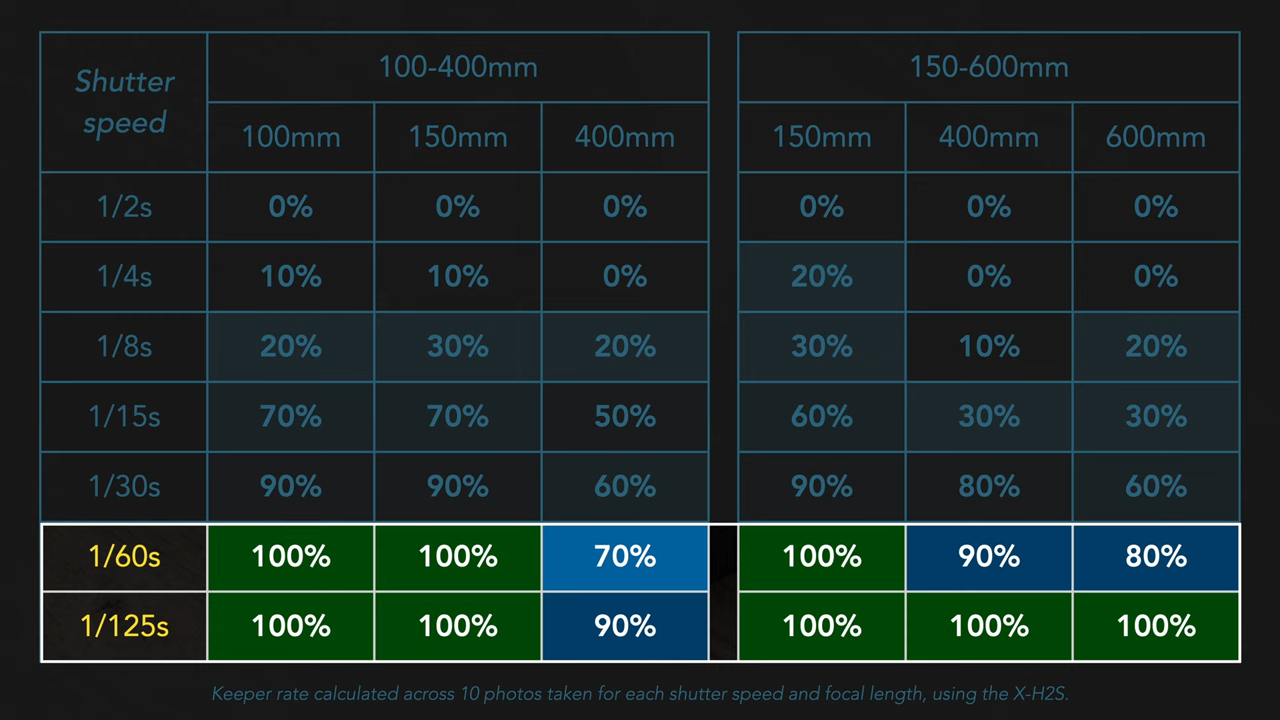 Shutter speed
100-400mm
150-600mm
100mm 150mm 400mm 150mm 400mm 600mm
1/2s 0% 0% 0% 0% 0% 0%
1/4s 10% 10% 0% 20% 0% 0%
1/8s 20% 30% 20% 30% 10% 20%
1/15s 70% 70% 50% 60% 30% 30%
1/30s 90% 90% 60% 90% 80% 60%
1/60s 100% 100% 70% 100% 90% 80%
1/125s 100% 100% 90% 100% 100% 100%
Keeper rate calculated across 10 photos taken for each shutter speed and focal length, using the X-H2S.